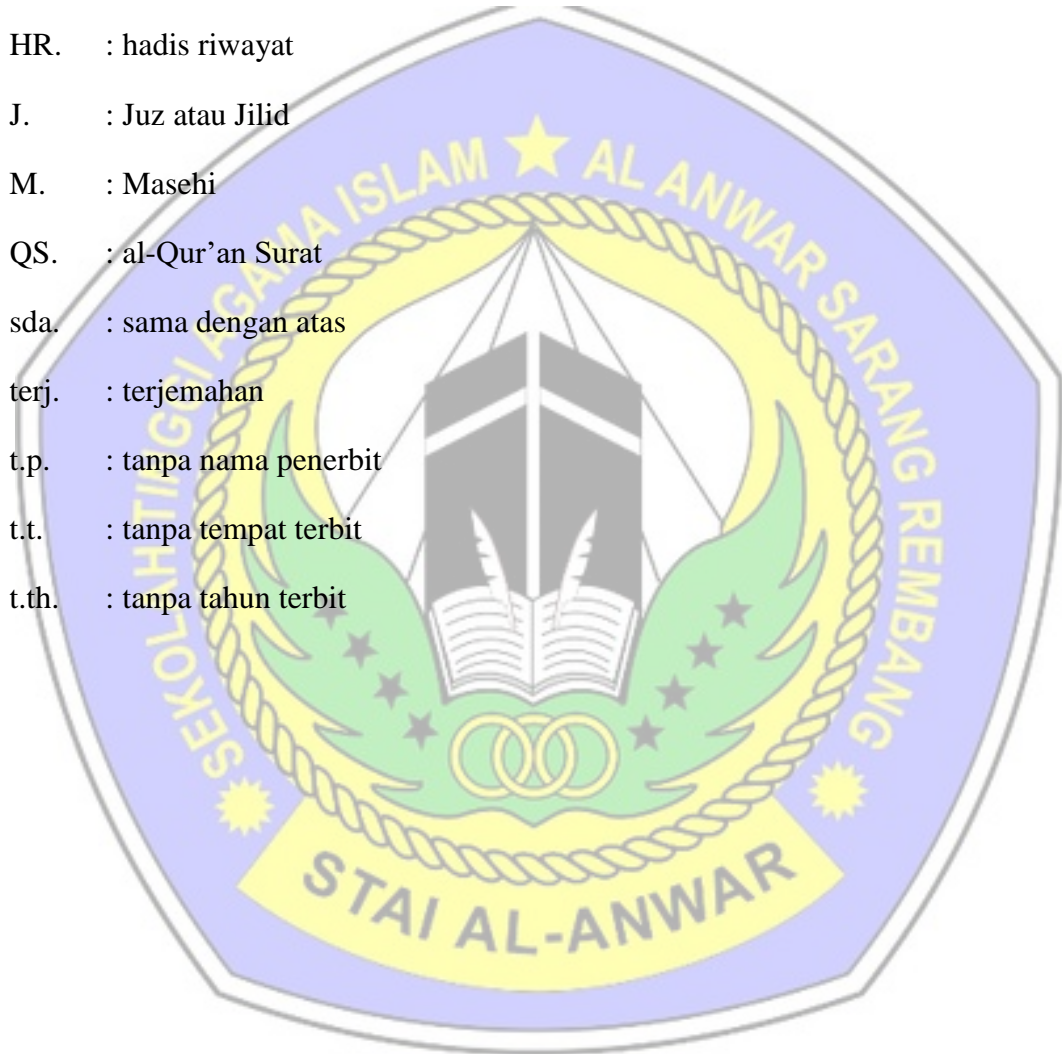 HR. : hadis riwayat
J. : Juz atau Jilid
M. : Masehi
QS. : al-Qur’an Surat
sda. : sama dengan atas
terj. : terjemahan
t.p. : tanpa nama penerbit
t.t. : tanpa tempat terbit
t.th. : tanpa tahun terbit
SEKOLAH TINGGI AGAMA ISLAM ★ AL ANWAR SARANG REMBANG
STAI AL-ANWAR